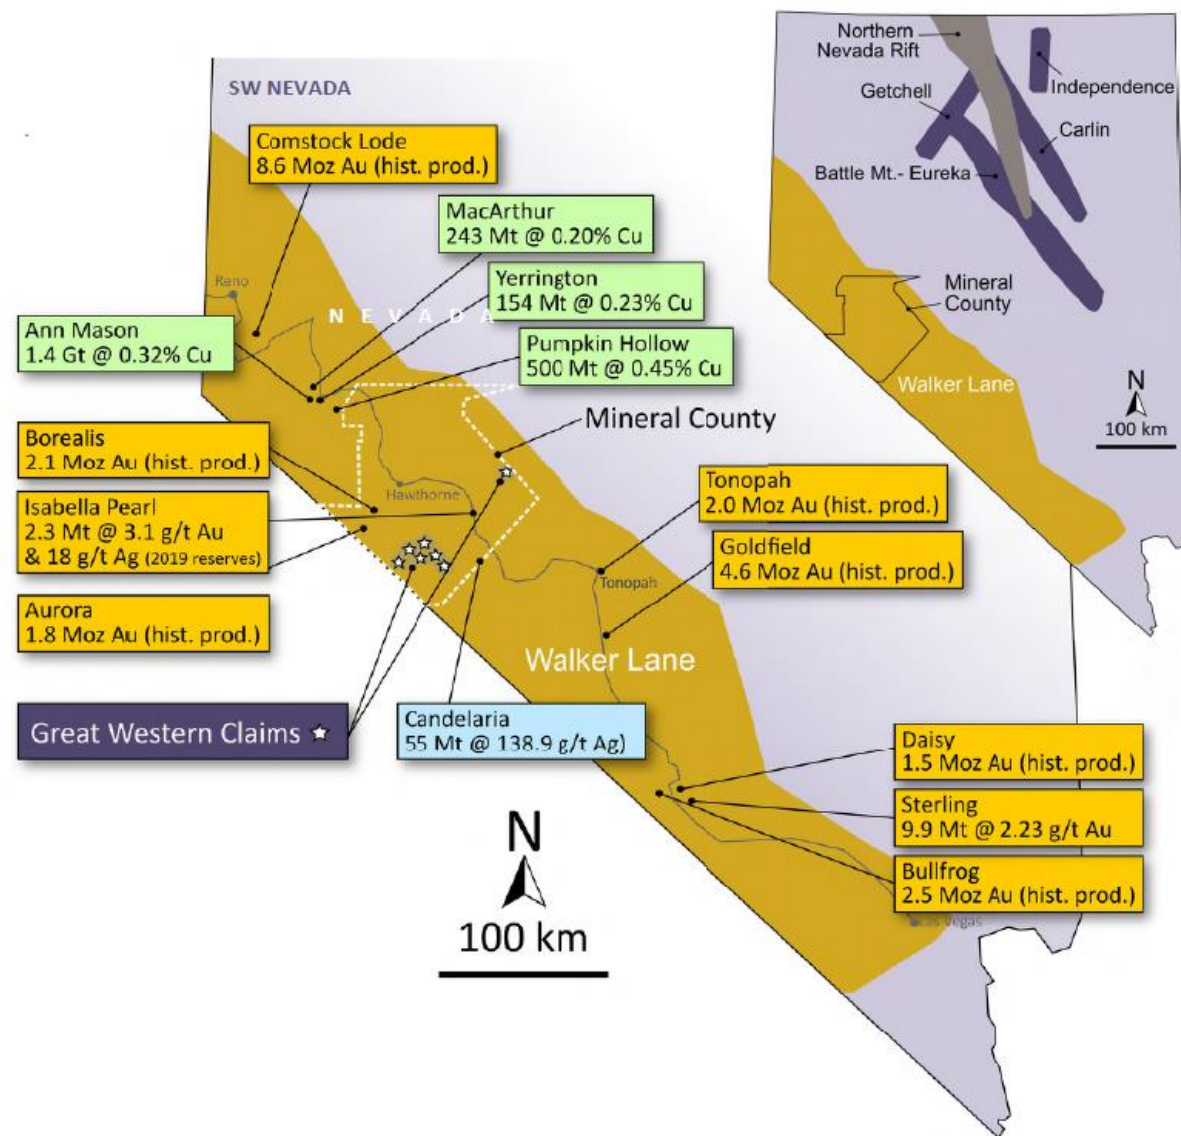 SW NEVADA
Comstock Lode
8.6 Moz Au (hist. prod.)
MacArthur
243 Mt @ 0.20% Cu
Reno
Yerrington
154 Mt @ 0.23% Cu
NEVADA
Ann Mason
1.4 Gt @ 0.32% Cu
Pumpkin Hollow
500 Mt @ 0.45% Cu
Mineral County
Borealis
2.1 Moz Au (hist. prod.)
Hawthorne
Isabella Pearl
2.3 Mt @ 3.1 g/t Au
& 18 g/t Ag (2019 reserves)
Tonopah
2.0 Moz Au (hist. prod.)
Goldfield
4.6 Moz Au (hist. prod.)
Tonopah
Aurora
1.8 Moz Au (hist. prod.)
Walker Lane
Great Western Claims
Candelaria
55 Mt @ 138.9 g/t Ag)
Daisy
1.5 Moz Au (hist. prod.)
Sterling
9.9 Mt @ 2.23 g/t Au
Bullfrog
2.5 Moz Au (hist. prod.)
Las Vegas
N
100 km
Northern
Nevada Rift
Getchell
Independence
Carlin
Battle Mt.- Eureka
Mineral
County
Walker Lane
N
100 km